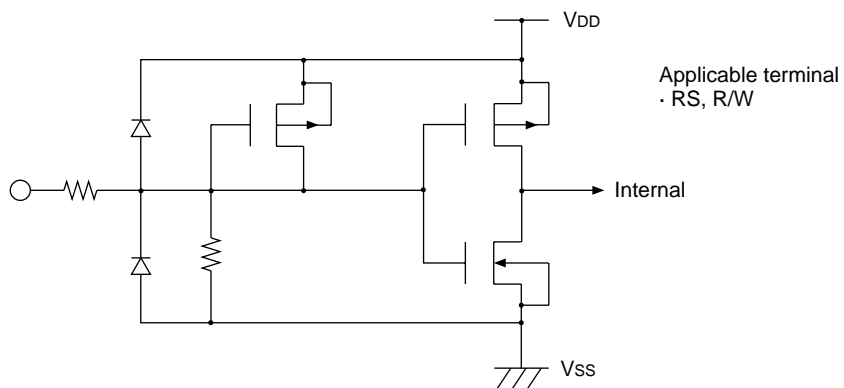 VDD
Applicable terminal
· RS, R/W
Internal
VSS